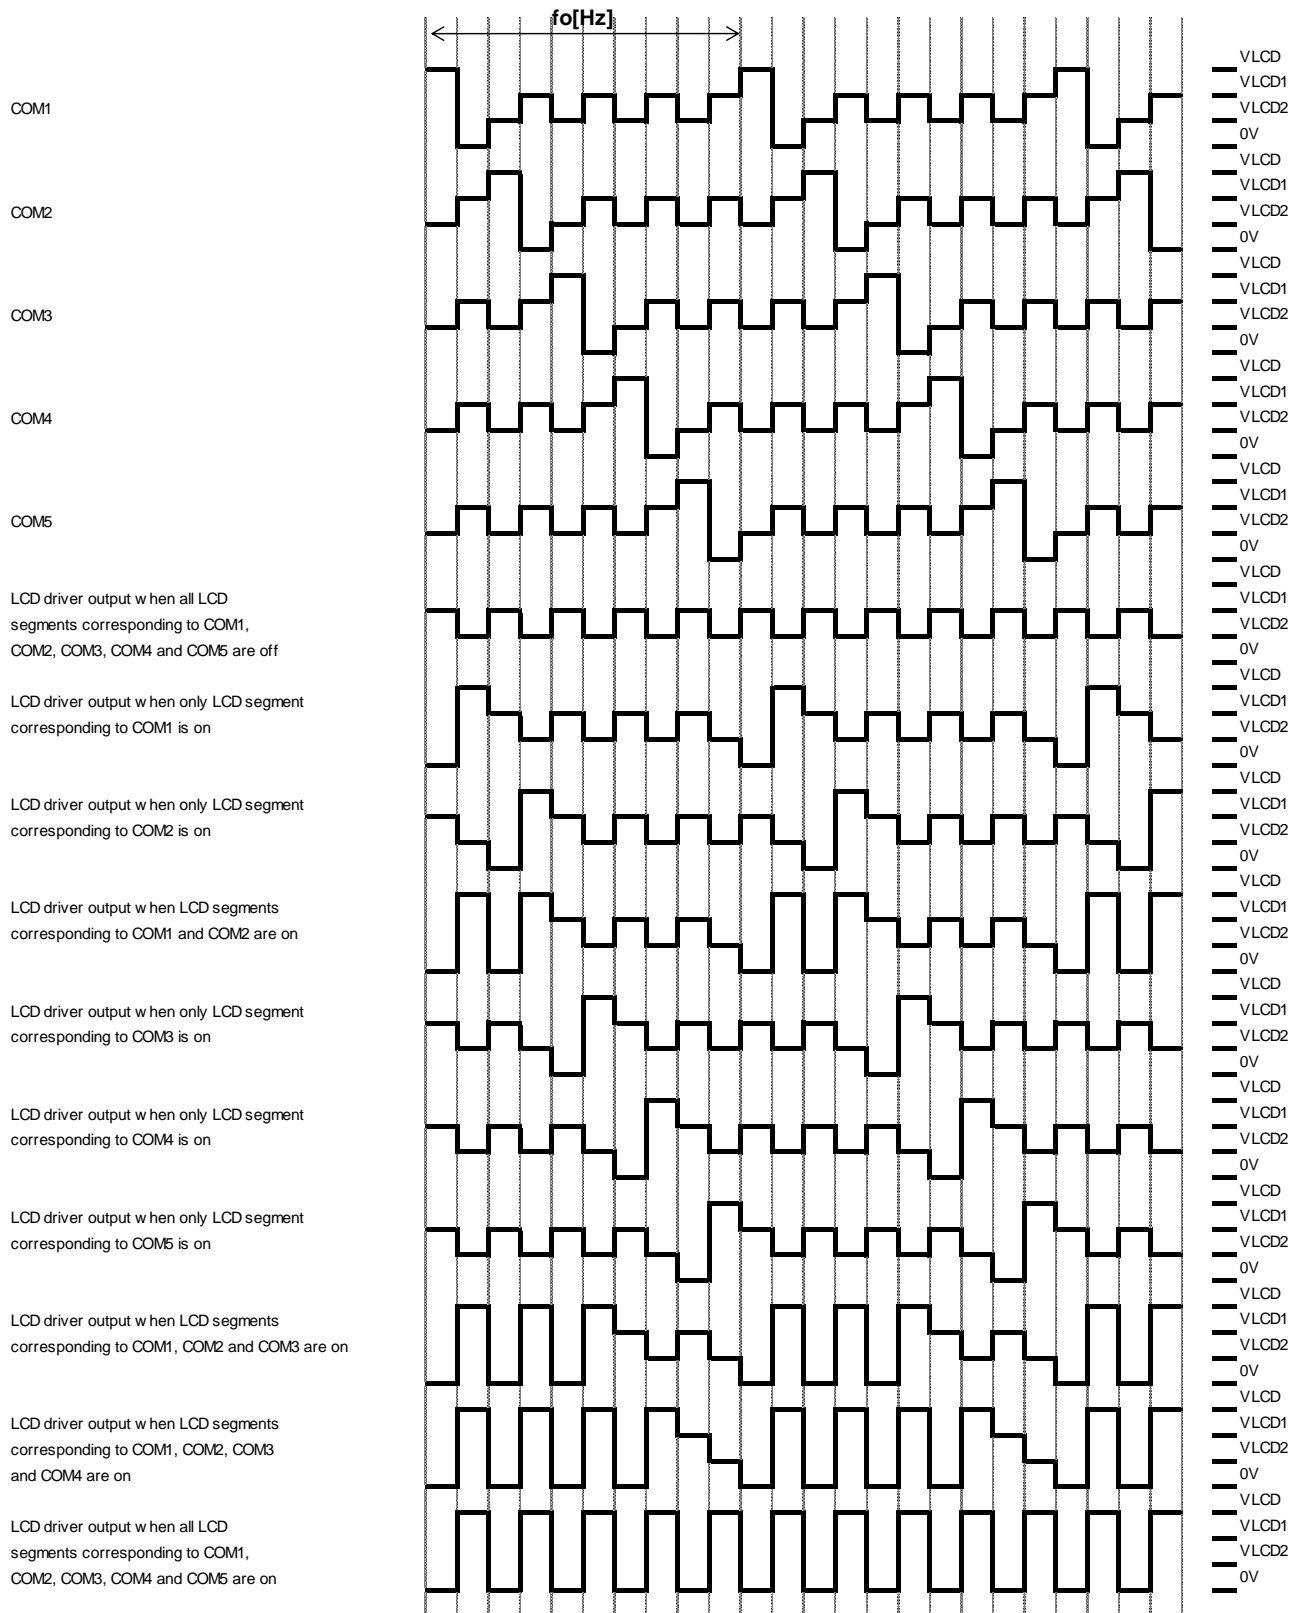 fo[Hz]
VLCD
VLCD1
COM1
VLCD2
0V
VLCD
VLCD1
COM2
VLCD2
0V
VLCD
VLCD1
COM3
VLCD2
0V
VLCD
VLCD1
COM4
VLCD2
0V
VLCD
VLCD1
COM5
VLCD2
0V
VLCD
LCD driver output when all LCD
VLCD1
segments corresponding to COM1,
VLCD2
COM2, COM3, COM4 and COM5 are off
0V
VLCD
LCD driver output when only LCD segment
VLCD1
corresponding to COM1 is on
VLCD2
0V
VLCD
LCD driver output when only LCD segment
VLCD1
corresponding to COM2 is on
VLCD2
0V
VLCD
LCD driver output when LCD segments
VLCD1
corresponding to COM1 and COM2 are on
VLCD2
0V
VLCD
LCD driver output when only LCD segment
VLCD1
corresponding to COM3 is on
VLCD2
0V
VLCD
LCD driver output when only LCD segment
VLCD1
corresponding to COM4 is on
VLCD2
0V
VLCD
LCD driver output when only LCD segment
VLCD1
corresponding to COM5 is on
VLCD2
0V
VLCD
LCD driver output when LCD segments
VLCD1
corresponding to COM1, COM2 and COM3 are on
VLCD2
0V
VLCD
LCD driver output when LCD segments
VLCD1
corresponding to COM1, COM2, COM3
VLCD2
and COM4 are on
0V
VLCD
LCD driver output when all LCD
VLCD1
segments corresponding to COM1,
VLCD2
COM2, COM3, COM4 and COM5 are on
0V